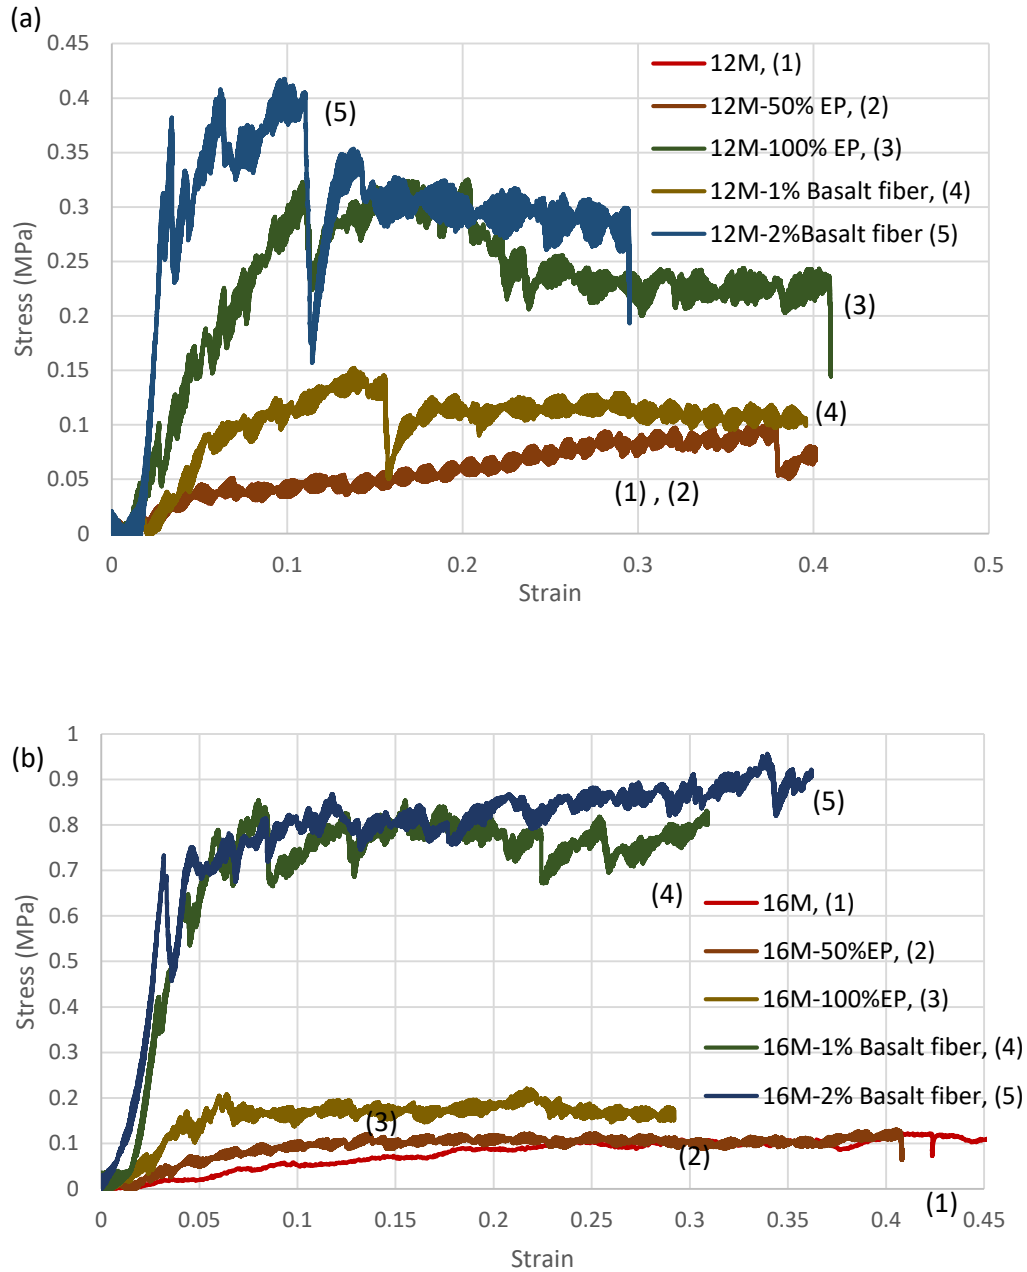 (a)
0.45
0.4
0.35
0.3
0.25
0.2
0.15
0.1
0.05
0
Stress (MPa)
0
0.1
0.2
0.3
0.4
0.5
Strain
12M, (1)
12M-50% EP, (2)
12M-100% EP, (3)
12M-1% Basalt fiber, (4)
12M-2%Basalt fiber (5)
(5)
(3)
(4)
(1) , (2)
(b)
1
0.9
0.8
0.7
0.6
0.5
0.4
0.3
0.2
0.1
0
Stress (MPa)
0
0.05
0.1
0.15
0.2
0.25
0.3
0.35
0.4
0.45
Strain
16M, (1)
16M-50%EP, (2)
16M-100%EP, (3)
16M-1% Basalt fiber, (4)
16M-2% Basalt fiber, (5)
(5)
(4)
(3)
(2)
(1)